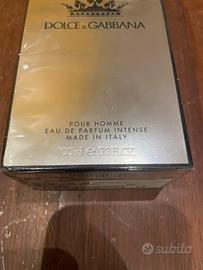 DOLCE & GABBANA
POUR HOMME
EAU DE PARFUM INTENSE
MADE IN ITALY
100ml e 3.3 FL.OZ.
subito